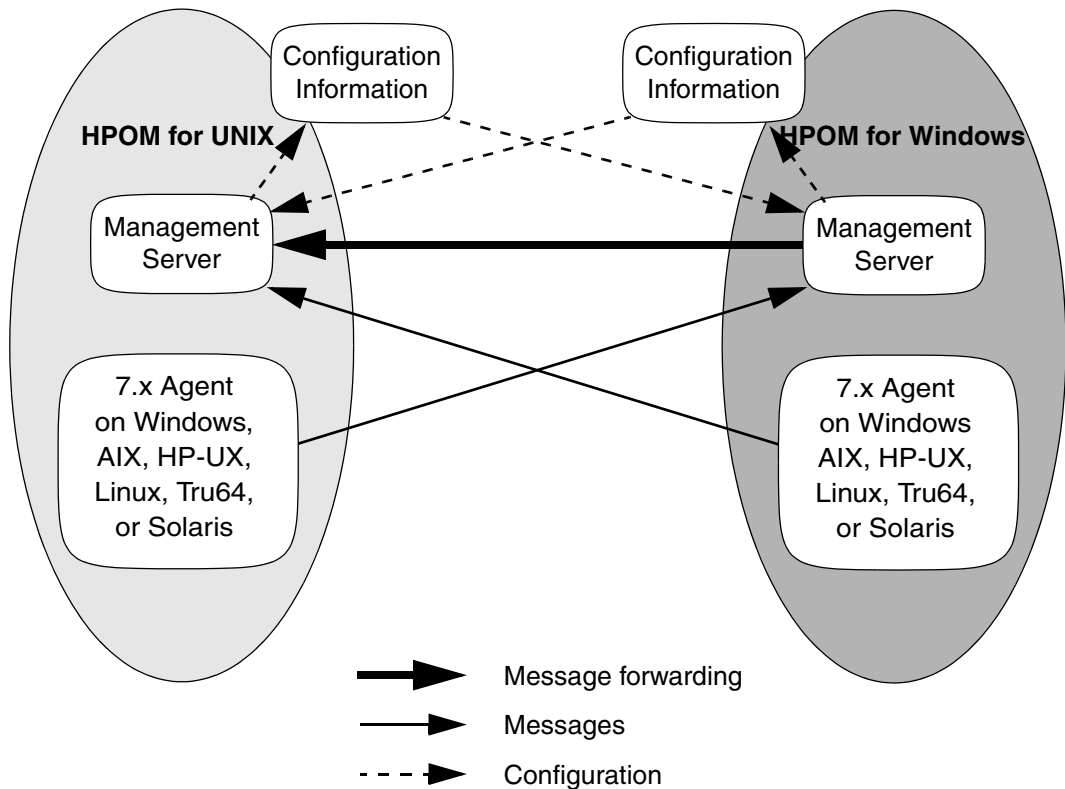 Configuration
Information
Configuration
Information
HPOM for UNIX
HPOM for Windows
Management
Server
Management
Server
7.x Agent
on Windows,
AIX, HP-UX,
Linux, Tru64,
or Solaris
7.x Agent
on Windows
AIX, HP-UX,
Linux, Tru64,
or Solaris
Message forwarding
Messages
Configuration